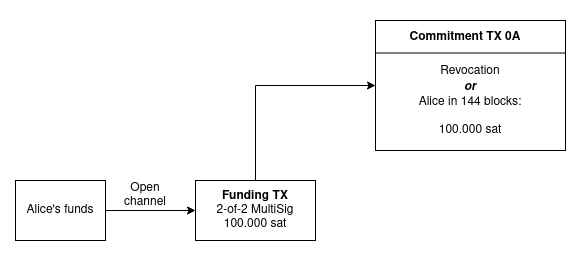 Alice's funds
Open
channel
Funding TX
2-of-2 MultiSig
100.000 sat
Commitment TX 0A
Revocation
or
Alice in 144 blocks:
100.000 sat